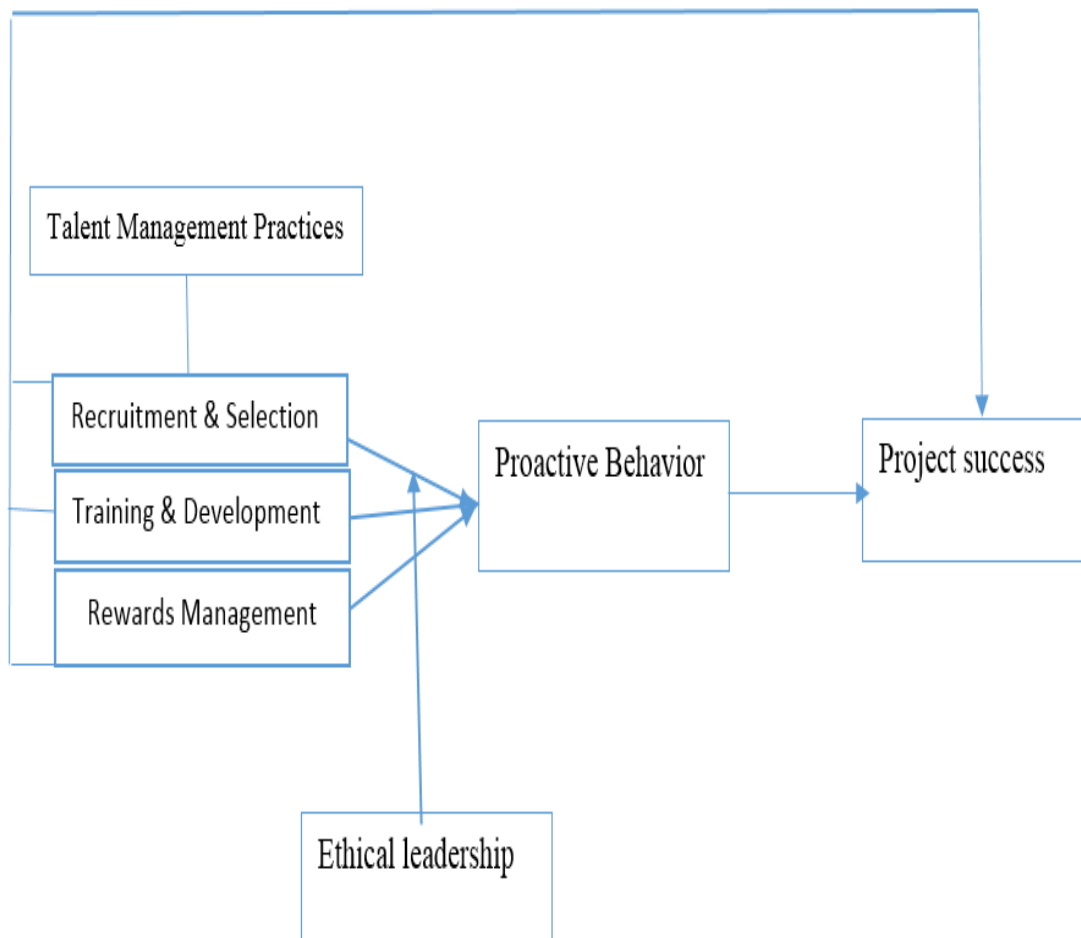 Talent Management Practices
Recruitment & Selection
Training & Development
Rewards Management
Proactive Behavior
Project success
Ethical leadership